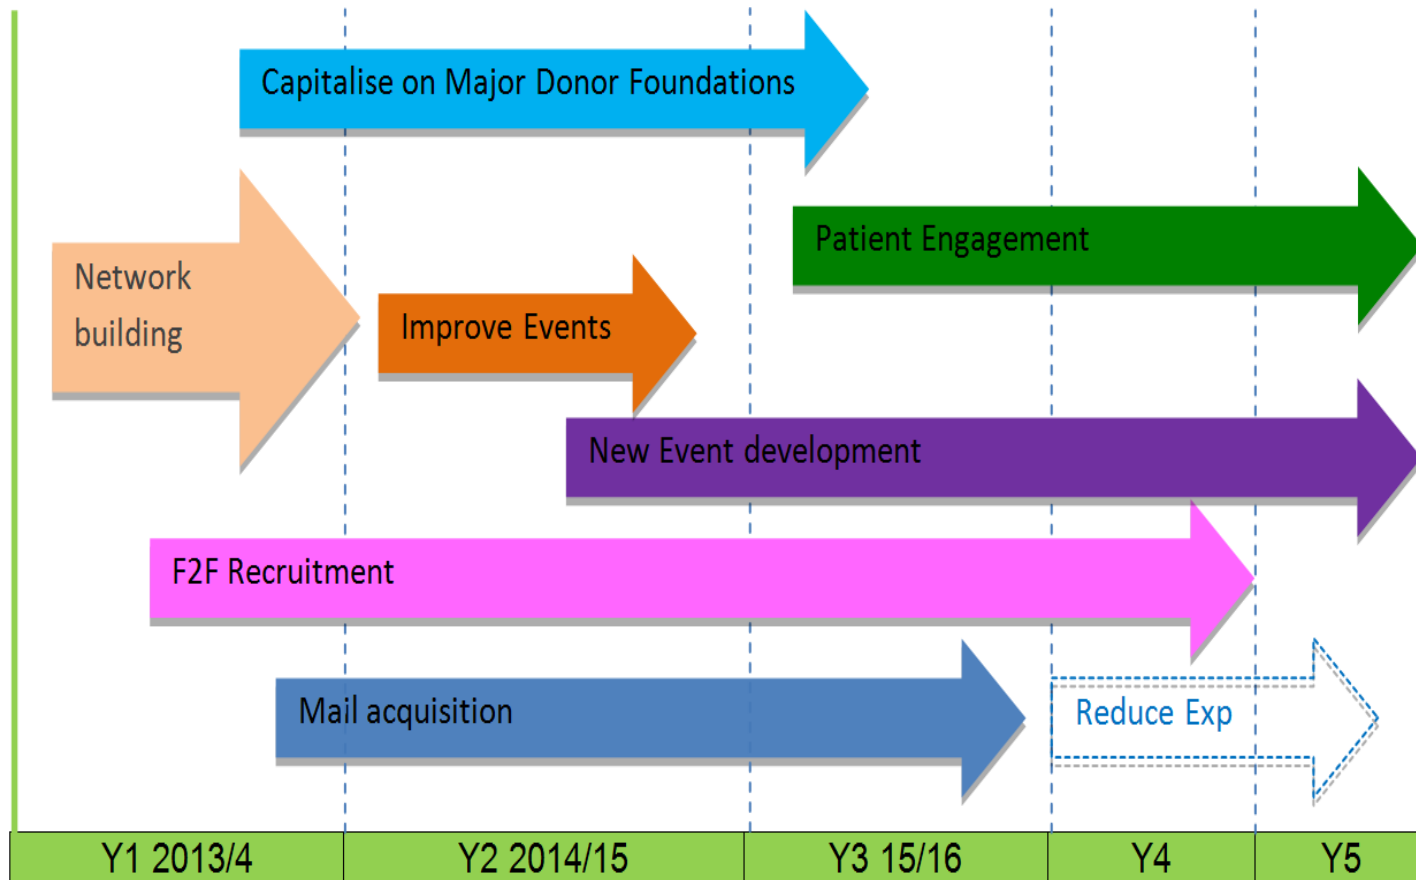 Capitalise on Major Donor Foundations
Patient Engagement
Network
building
Improve Events
New Event development
F2F Recruitment
Mail acquisition
Reduce Exp
Y1 2013/4
Y2 2014/15
Y3 15/16
Y4
Y5